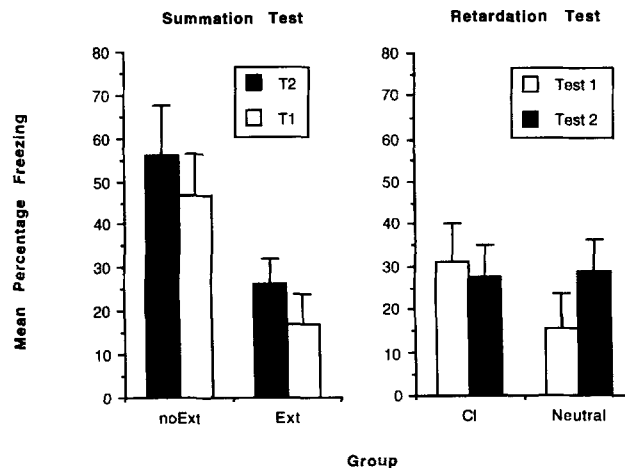 Summation Test
Retardation Test
Mean Percentage Freezing
80
70
60
50
40
30
20
10
0
T2
T1
noExt
Ext
80
70
60
50
40
30
20
10
0
Test 1
Test 2
CI
Neutral
Group